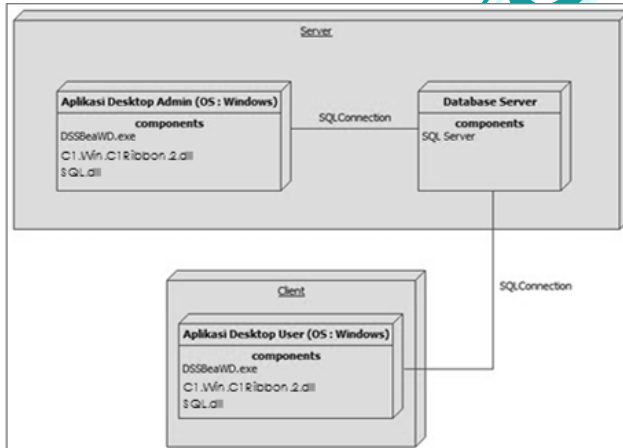 Server
Aplikasi Desktop Admin (OS : Windows)
components
DSSBeaWD.exe
C1.Win.C1Ribbon.2.dll
SQL.dll
SQLConnection
Database Server
components
SQL Server
SQLConnection
Client
Aplikasi Desktop User (OS : Windows)
components
DSSBeaWD.exe
C1.Win.C1Ribbon.2.dll
SQL.dll